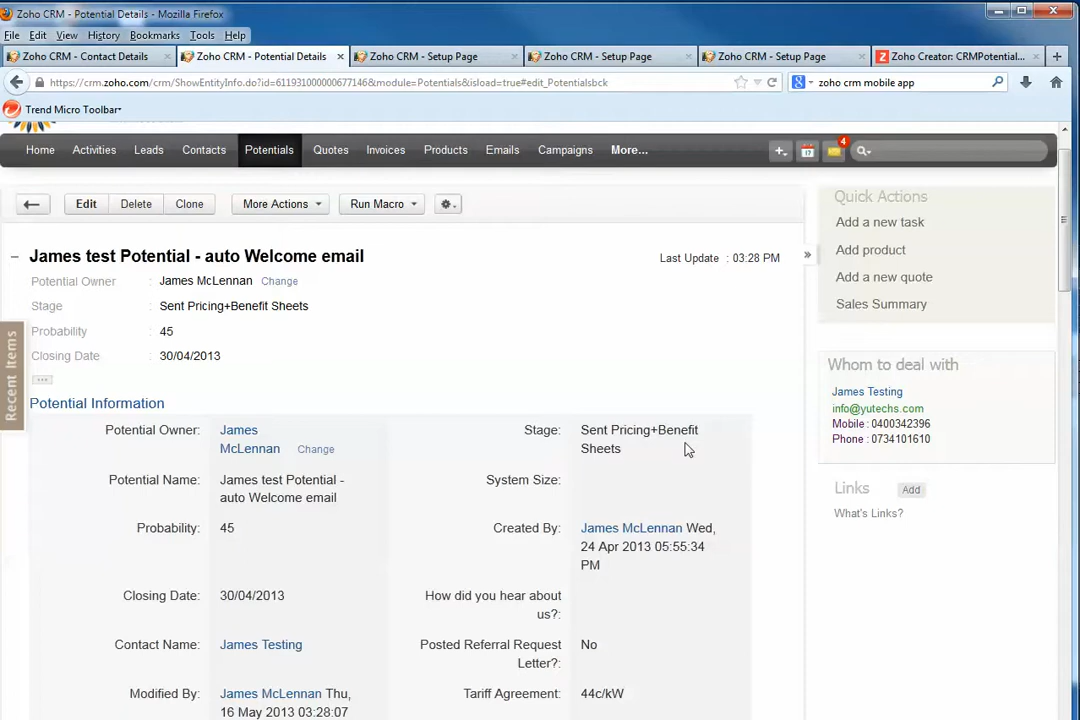 Zoho CRM - Potential Details - Mozilla Firefox
File Edit View History Bookmarks Tools Help
Zoho CRM - Contact Details × Zoho CRM - Potential Details × Zoho CRM - Setup Page × Zoho CRM - Setup Page × Zoho CRM - Setup Page × Zoho Creator: CRMPotential... × +
https://crm.zoho.com/crm/ShowEntityInfo.do?id=611931000000677146&module=Potentials&isload=true#edit_Potentialsbck
zoho crm mobile app
Trend Micro Toolbar
Home Activities Leads Contacts Potentials Quotes Invoices Products Emails Campaigns More...
17 4
Edit Delete Clone More Actions Run Macro
Quick Actions
Add a new task
Add product
Add a new quote
Sales Summary
James test Potential - auto Welcome email
Last Update : 03:28 PM
Potential Owner : James McLennan Change
Stage : Sent Pricing+Benefit Sheets
Probability : 45
Closing Date : 30/04/2013
Recent Items
Whom to deal with
James Testing
info@yutechs.com
Mobile : 0400342396
Phone : 0734101610
Links Add
What's Links?
Potential Information
Potential Owner: James
McLennan Change
Stage: Sent Pricing+Benefit
Sheets
Potential Name: James test Potential -
auto Welcome email
System Size:
Probability: 45
Created By: James McLennan Wed,
24 Apr 2013 05:55:34
PM
Closing Date: 30/04/2013
How did you hear about
us?:
Contact Name: James Testing
Posted Referral Request No
Letter?:
Modified By: James McLennan Thu,
16 May 2013 03:28:07
Tariff Agreement: 44c/kW